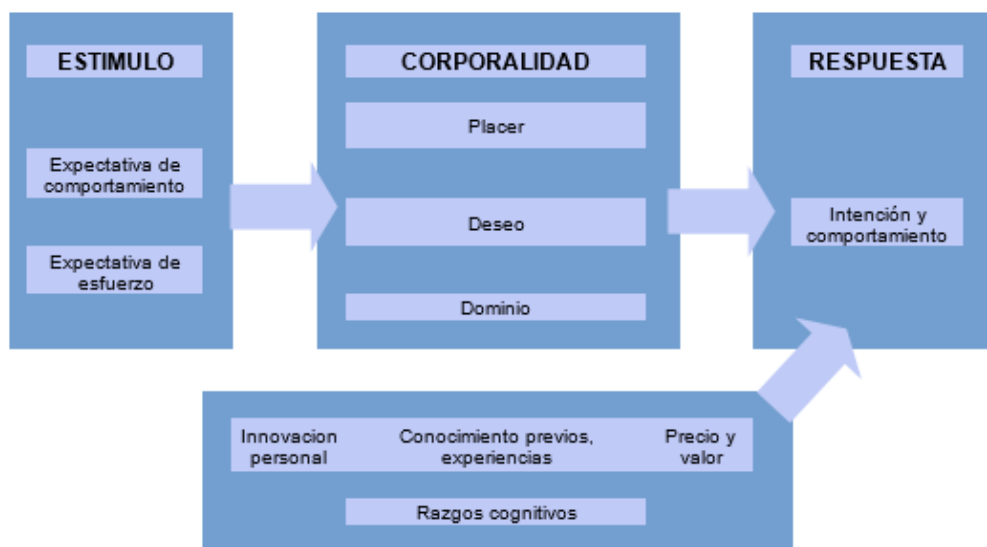 ESTIMULO
Expectativa de
comportamiento
Expectativa de
esfuerzo
CORPORALIDAD
Placer
Deseo
Dominio
RESPUESTA
Intención y
comportamiento
Innovacion
personal
Conocimiento previos,
experiencias
Precio y
valor
Razgos cognitivos